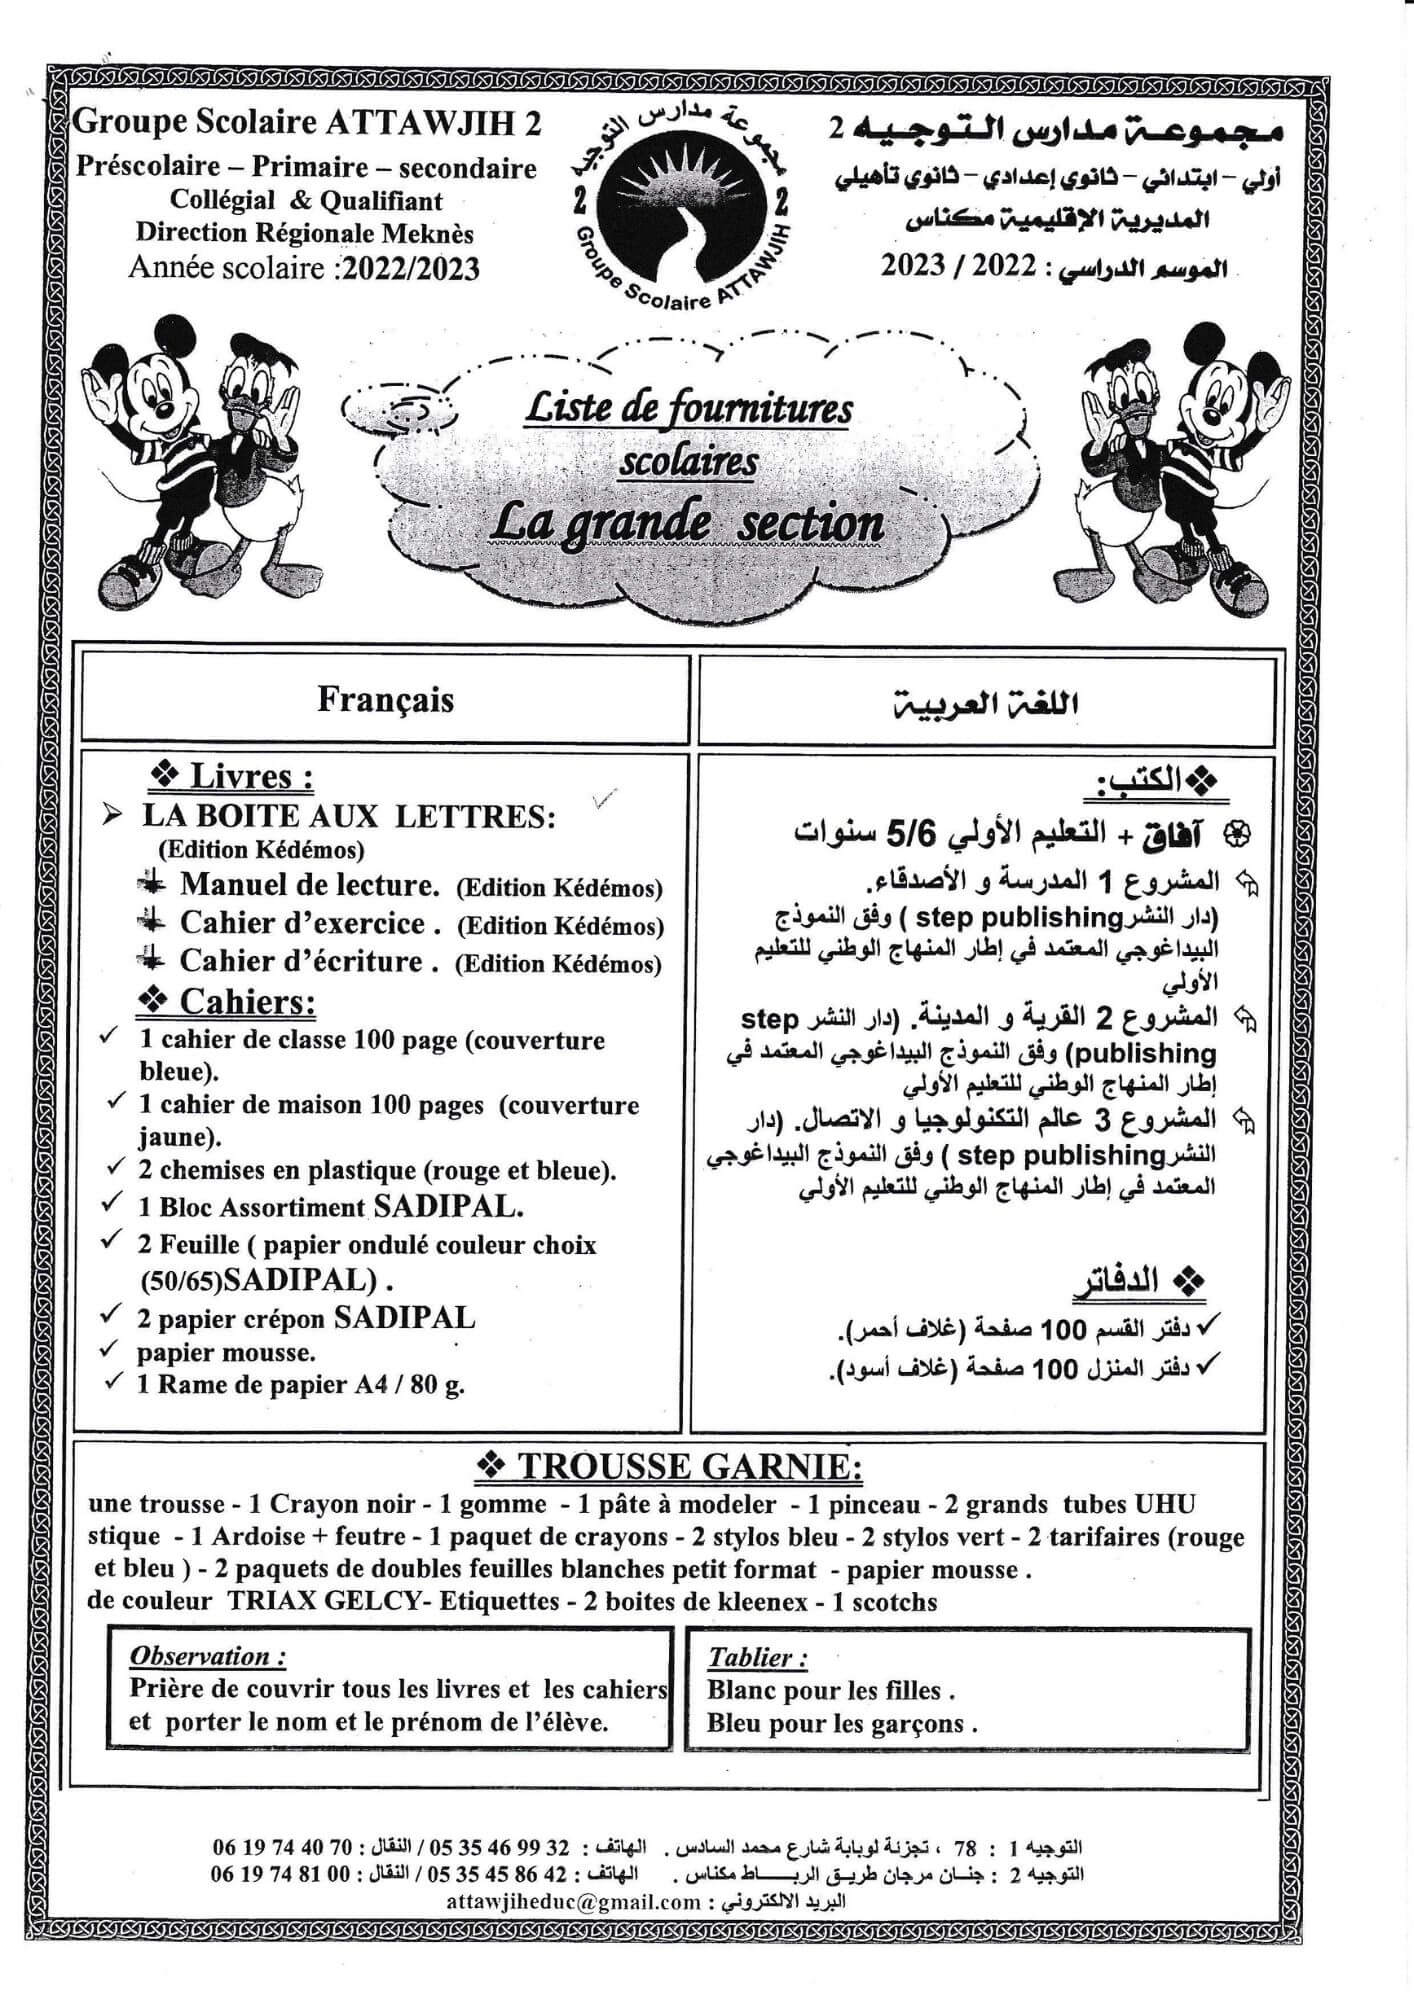 Groupe Scolaire ATTAWJIH 2
Préscolaire – Primaire – secondaire
Collégial & Qualifiant
Direction Régionale Meknès
Année scolaire :2022/2023
مجموعة مدارس التوجيه
2 2
Groupe Scolaire ATTAWJIH
مجموعة مدارس التوجيه 2
أولي – ابتدائي – ثانوي إعدادي – ثانوي تأهيلي
المديرية الإقليمية مكناس
الموسم الدراسي : 2022 / 2023
Liste de fournitures
scolaires
La grande section
Français
❖ Livres :
➢ LA BOITE AUX LETTRES:
(Edition Kédémos)
Manuel de lecture. (Edition Kédémos)
Cahier d’exercice . (Edition Kédémos)
Cahier d’écriture . (Edition Kédémos)
❖ Cahiers:
✓ 1 cahier de classe 100 page (couverture
bleue).
✓ 1 cahier de maison 100 pages (couverture
jaune).
✓ 2 chemises en plastique (rouge et bleue).
✓ 1 Bloc Assortiment SADIPAL.
✓ 2 Feuille ( papier ondulé couleur choix
(50/65)SADIPAL) .
✓ 2 papier crépon SADIPAL
✓ papier mousse.
✓ 1 Rame de papier A4 / 80 g.
اللغة العربية
❖الكتب:
آفاق + التعليم الأولي 5/6 سنوات
المشروع 1 المدرسة و الأصدقاء.
(دار النشر step publishing ) وفق النموذج
البيداغوجي المعتمد في إطار المنهاج الوطني للتعليم
الأولي
المشروع 2 القرية و المدينة. (دار النشر step
publishing) وفق النموذج البيداغوجي المعتمد في
إطار المنهاج الوطني للتعليم الأولي
المشروع 3 عالم التكنولوجيا و الاتصال. (دار
النشر step publishing ) وفق النموذج البيداغوجي
المعتمد في إطار المنهاج الوطني للتعليم الأولي
❖ الدفاتر
✓ دفتر القسم 100 صفحة (غلاف أحمر).
✓ دفتر المنزل 100 صفحة (غلاف أسود).
❖ TROUSSE GARNIE:
une trousse - 1 Crayon noir - 1 gomme - 1 pâte à modeler - 1 pinceau - 2 grands tubes UHU
stique - 1 Ardoise + feutre - 1 paquet de crayons - 2 stylos bleu - 2 stylos vert - 2 tarifaires (rouge
et bleu ) - 2 paquets de doubles feuilles blanches petit format - papier mousse .
de couleur TRIAX GELCY- Etiquettes - 2 boites de kleenex - 1 scotchs
Observation :
Prière de couvrir tous les livres et les cahiers
et porter le nom et le prénom de l’élève.
Tablier :
Blanc pour les filles .
Bleu pour les garçons .
التوجيه 1 : 78 ، تجزئة لوبابة شارع محمد السادس . الهاتف : 05 35 46 99 32 / النقال : 06 19 74 40 70
التوجيه 2 : جنان مرجان طريق الرباط مكناس . الهاتف : 05 35 45 86 42 / النقال : 06 19 74 81 00
البريد الالكتروني : attawjiheduc@gmail.com